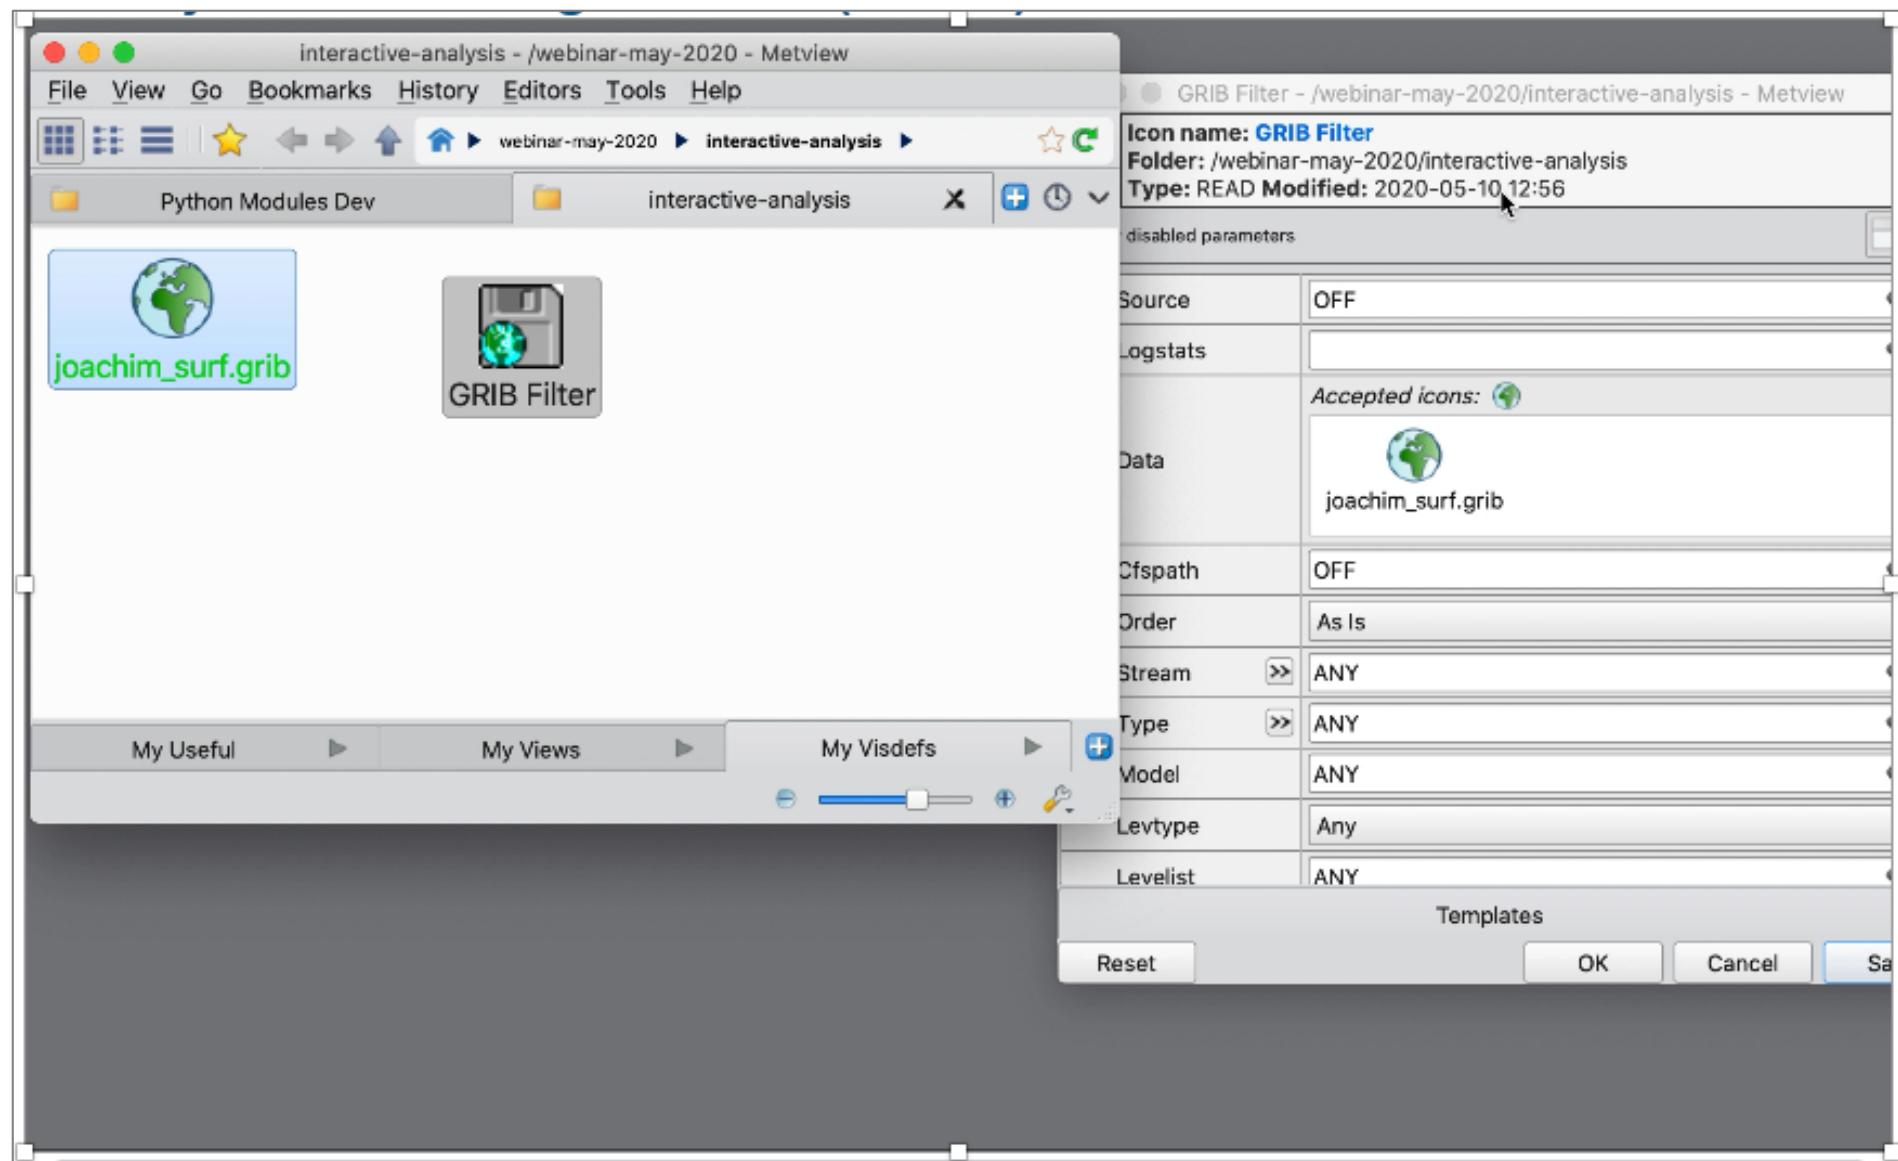 interactive-analysis - /webinar-may-2020 - Metview
File View Go Bookmarks History Editors Tools Help
webinar-may-2020 interactive-analysis
Python Modules Dev interactive-analysis
joachim_surf.grib
GRIB Filter
My Useful My Views My Visdefs
GRIB Filter - /webinar-may-2020/interactive-analysis - Metview
Icon name: GRIB Filter
Folder: /webinar-may-2020/interactive-analysis
Type: READ Modified: 2020-05-10 12:56
disabled parameters
Source OFF
Logstats
Accepted icons:
Data
joachim_surf.grib
Cfspath OFF
Order As Is
Stream >> ANY
Type >> ANY
Model ANY
Levtype Any
Levelist ANY
Templates
Reset OK Cancel Sa